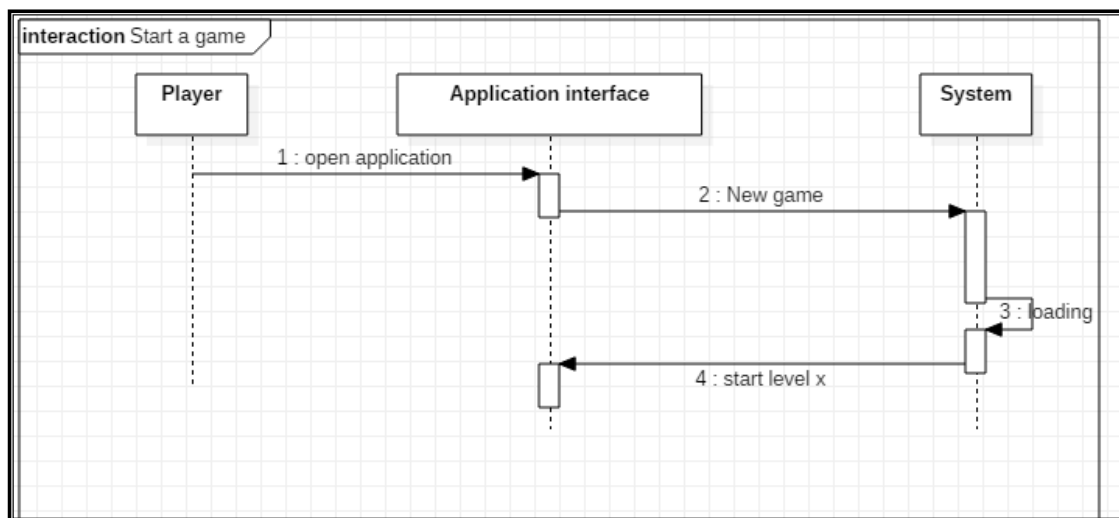 interaction Start a game
Player
Application interface
System
1 : open application
2 : New game
3 : loading
4 : start level x